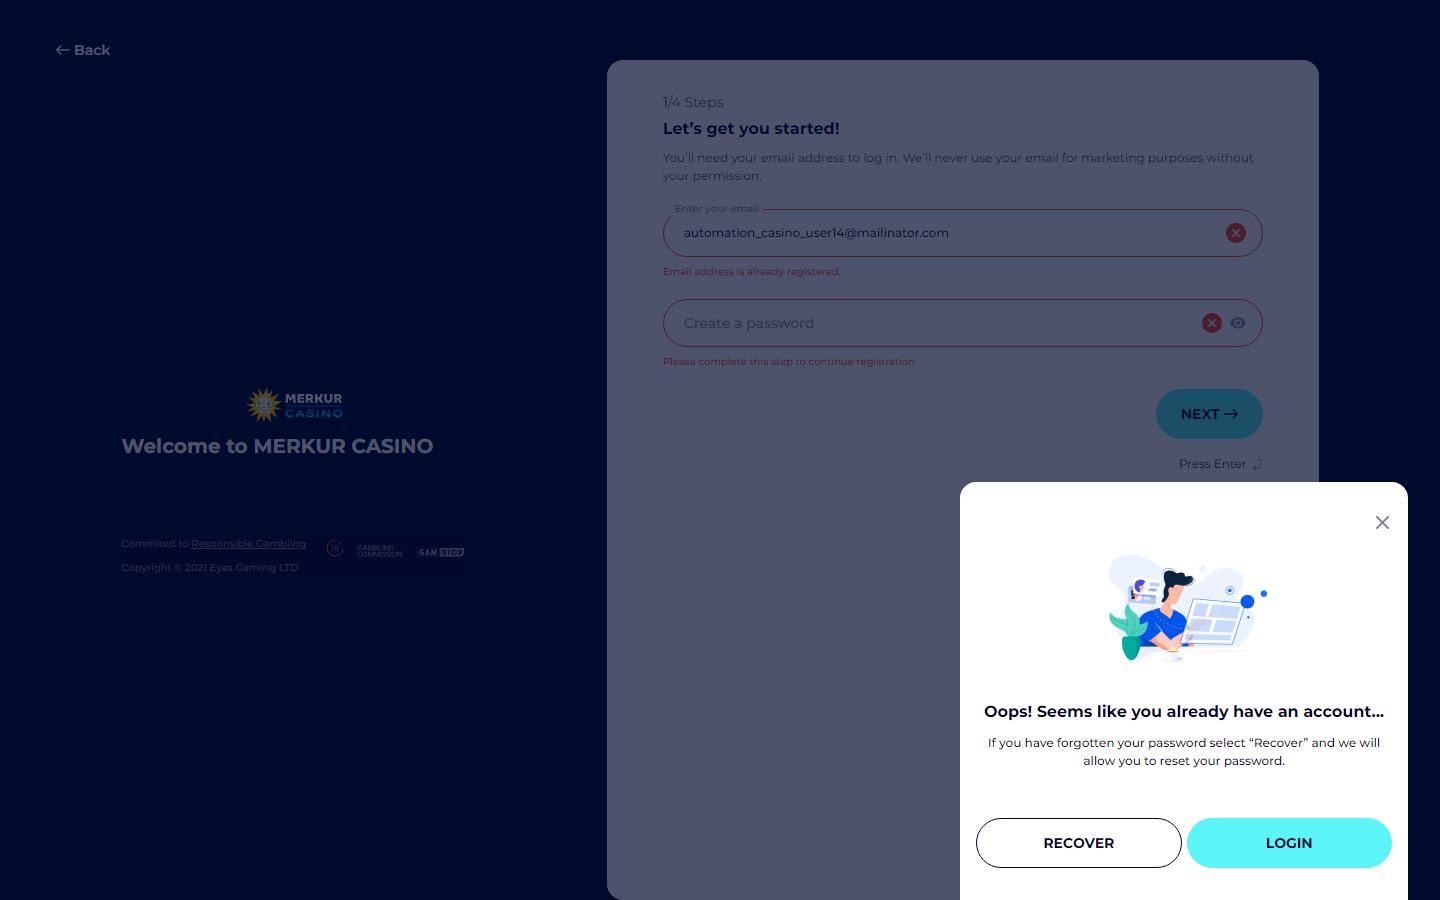 Back
1/4 Steps
Let's get you started!
You'll need your email address to log in. We'll never use your email for marketing purposes without
your permission.
Enter your email
automation_casino_user14@mailinator.com
Email address is already registered.
Create a password
Please complete this step to continue registration
NEXT
Press Enter
MERKUR
CASINO
Welcome to MERKUR CASINO
Commited to Responsible Gambling
18+
GAMBLING
COMMISSION
GAM STOP
Copyright © 2021 Eyas Gaming LTD
Oops! Seems like you already have an account...
If you have forgotten your password select “Recover” and we will
allow you to reset your password.
RECOVER
LOGIN